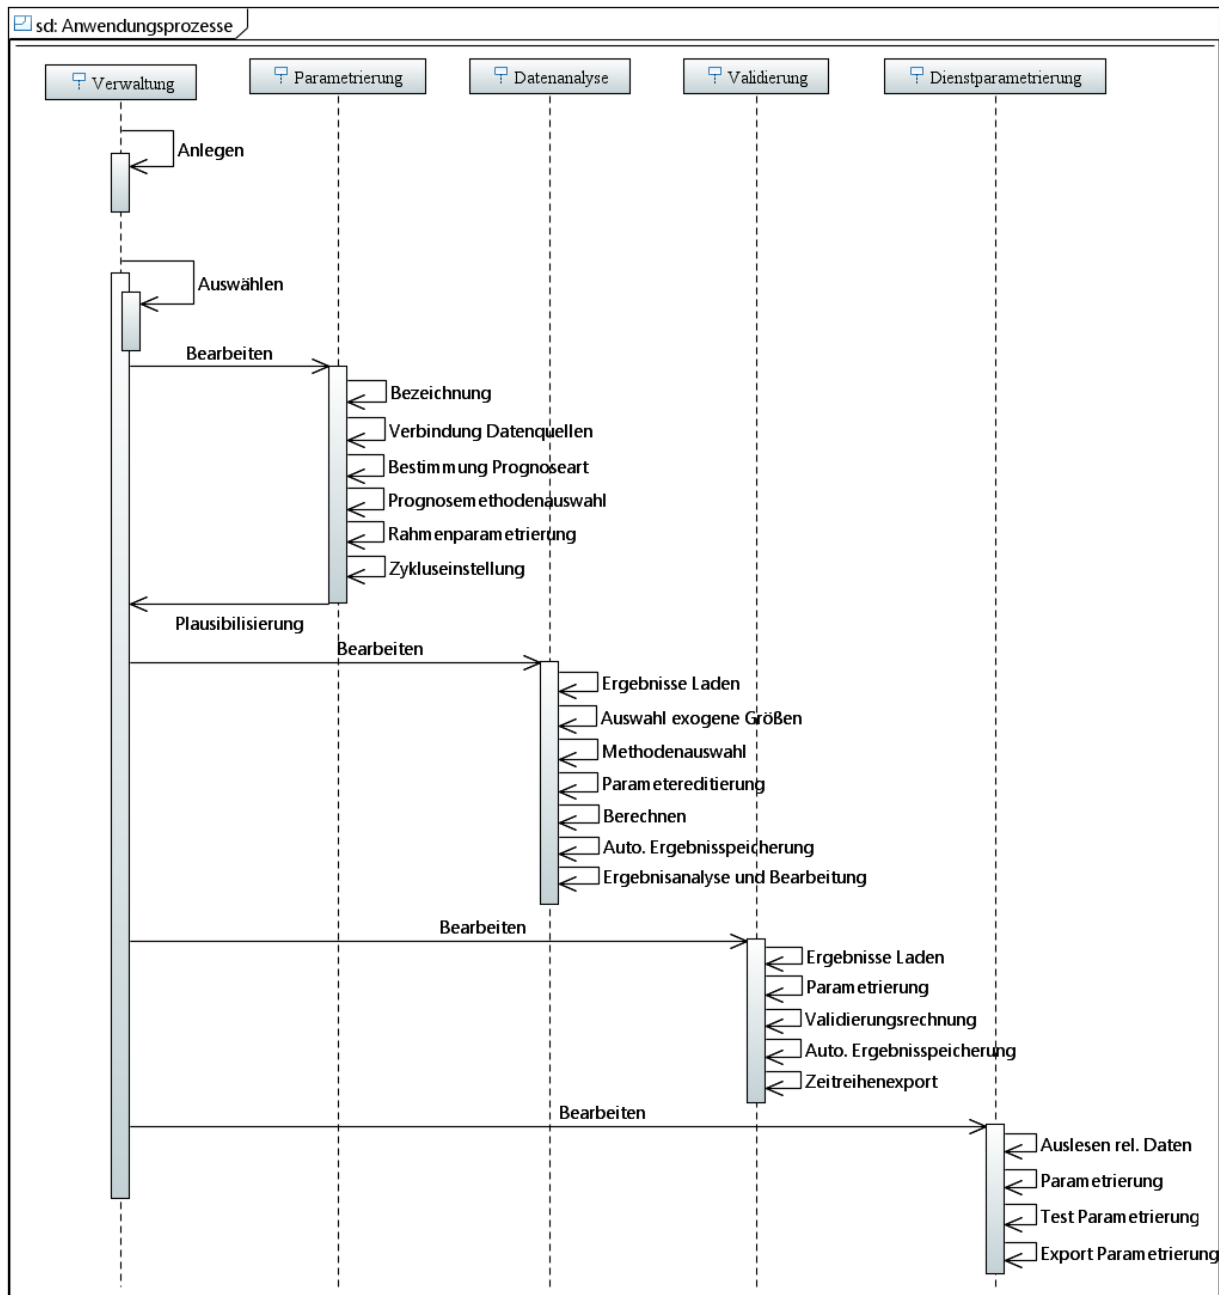 sd: Anwendungsprozesse
Verwaltung
Parametrierung
Datenanalyse
Validierung
Dienstparametrierung
Anlegen
Auswählen
Bearbeiten
Bezeichnung
Verbindung Datenquellen
Bestimmung Prognoseart
Prognosemethodenauswahl
Rahmenparametrierung
Zykluseinstellung
Plausibilisierung
Bearbeiten
Ergebnisse Laden
Auswahl exogene Größen
Methodenauswahl
Parametereditierung
Berechnen
Auto. Ergebnisspeicherung
Ergebnisanalyse und Bearbeitung
Bearbeiten
Ergebnisse Laden
Parametrierung
Validierungsrechnung
Auto. Ergebnisspeicherung
Zeitreihenexport
Bearbeiten
Auslesen rel. Daten
Parametrierung
Test Parametrierung
Export Parametrierung